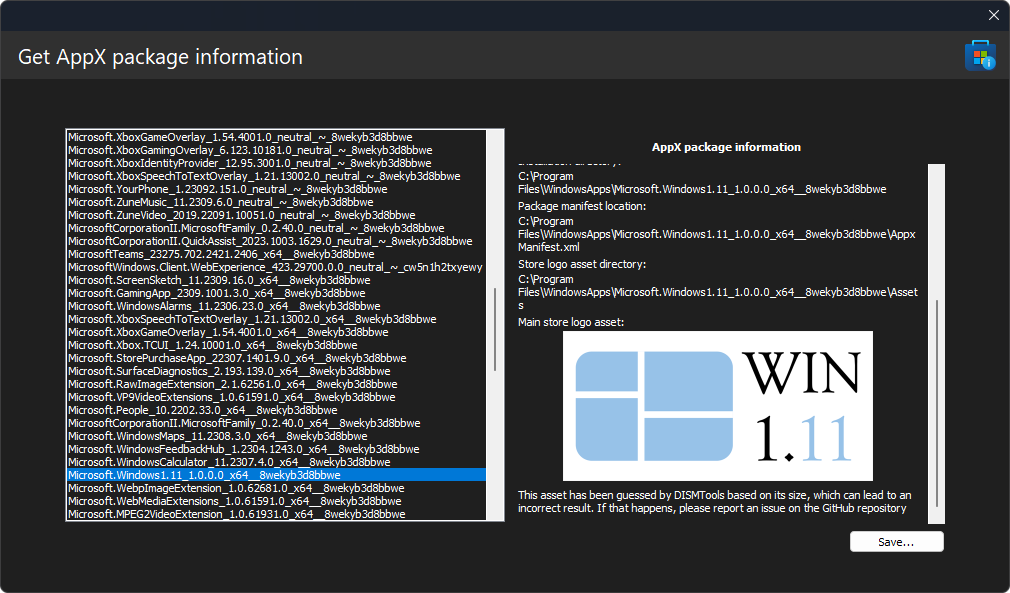 Get AppX package information
Microsoft.XboxGameOverlay_1.54.4001.0_neutral_~_8wekyb3d8bbwe
Microsoft.XboxGamingOverlay_6.123.10181.0_neutral_~_8wekyb3d8bbwe
Microsoft.XboxIdentityProvider_12.95.3001.0_neutral_~_8wekyb3d8bbwe
Microsoft.XboxSpeechToTextOverlay_1.21.13002.0_neutral_~_8wekyb3d8bbwe
Microsoft.YourPhone_1.23092.151.0_neutral_~_8wekyb3d8bbwe
Microsoft.ZuneMusic_11.2309.6.0_neutral_~_8wekyb3d8bbwe
Microsoft.ZuneVideo_2019.22091.10051.0_neutral_~_8wekyb3d8bbwe
MicrosoftCorporationII.MicrosoftFamily_0.2.40.0_neutral_~_8wekyb3d8bbwe
MicrosoftCorporationII.QuickAssist_2023.1003.1629.0_neutral_~_8wekyb3d8bbwe
MicrosoftTeams_23275.702.2421.2406_x64__8wekyb3d8bbwe
MicrosoftWindows.Client.WebExperience_423.29700.0.0_neutral_~_cw5n1h2txyewy
Microsoft.ScreenSketch_11.2309.16.0_x64__8wekyb3d8bbwe
Microsoft.GamingApp_2309.1001.3.0_x64__8wekyb3d8bbwe
Microsoft.WindowsAlarms_11.2306.23.0_x64__8wekyb3d8bbwe
Microsoft.XboxSpeechToTextOverlay_1.21.13002.0_x64__8wekyb3d8bbwe
Microsoft.XboxGameOverlay_1.54.4001.0_x64__8wekyb3d8bbwe
Microsoft.Xbox.TCUI_1.24.10001.0_x64__8wekyb3d8bbwe
Microsoft.StorePurchaseApp_22307.1401.9.0_x64__8wekyb3d8bbwe
Microsoft.SurfaceDiagnostics_2.193.139.0_x64__8wekyb3d8bbwe
Microsoft.RawImageExtension_2.1.62561.0_x64__8wekyb3d8bbwe
Microsoft.VP9VideoExtensions_1.0.61591.0_x64__8wekyb3d8bbwe
Microsoft.People_10.2202.33.0_x64__8wekyb3d8bbwe
MicrosoftCorporationII.MicrosoftFamily_0.2.40.0_x64__8wekyb3d8bbwe
Microsoft.WindowsMaps_11.2308.3.0_x64__8wekyb3d8bbwe
Microsoft.WindowsFeedbackHub_1.2304.1243.0_x64__8wekyb3d8bbwe
Microsoft.WindowsCalculator_11.2307.4.0_x64__8wekyb3d8bbwe
Microsoft.Windows1.11_1.0.0.0_x64__8wekyb3d8bbwe
Microsoft.WebpImageExtension_1.0.62681.0_x64__8wekyb3d8bbwe
Microsoft.WebMediaExtensions_1.0.61591.0_x64__8wekyb3d8bbwe
Microsoft.MPEG2VideoExtension_1.0.61931.0_x64__8wekyb3d8bbwe
AppX package information
Installation directory:
C:\Program
Files\WindowsApps\Microsoft.Windows1.11_1.0.0.0_x64__8wekyb3d8bbwe
Package manifest location:
C:\Program
Files\WindowsApps\Microsoft.Windows1.11_1.0.0.0_x64__8wekyb3d8bbwe\Appx
Manifest.xml
Store logo asset directory:
C:\Program
Files\WindowsApps\Microsoft.Windows1.11_1.0.0.0_x64__8wekyb3d8bbwe\Asset
s
Main store logo asset:
WIN
1.11
This asset has been guessed by DISMTools based on its size, which can lead to an
incorrect result. If that happens, please report an issue on the GitHub repository
Save...